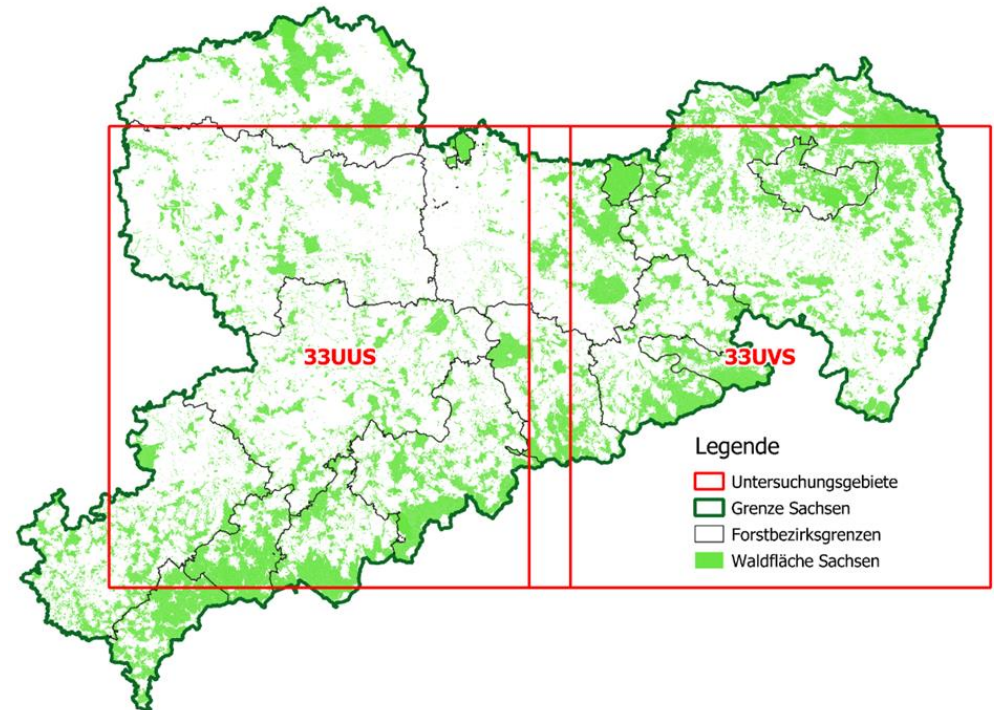 33UUS
33UVS
Legende
Untersuchungsgebiete
Grenze Sachsen
Forstbezirksgrenzen
Waldfläche Sachsen